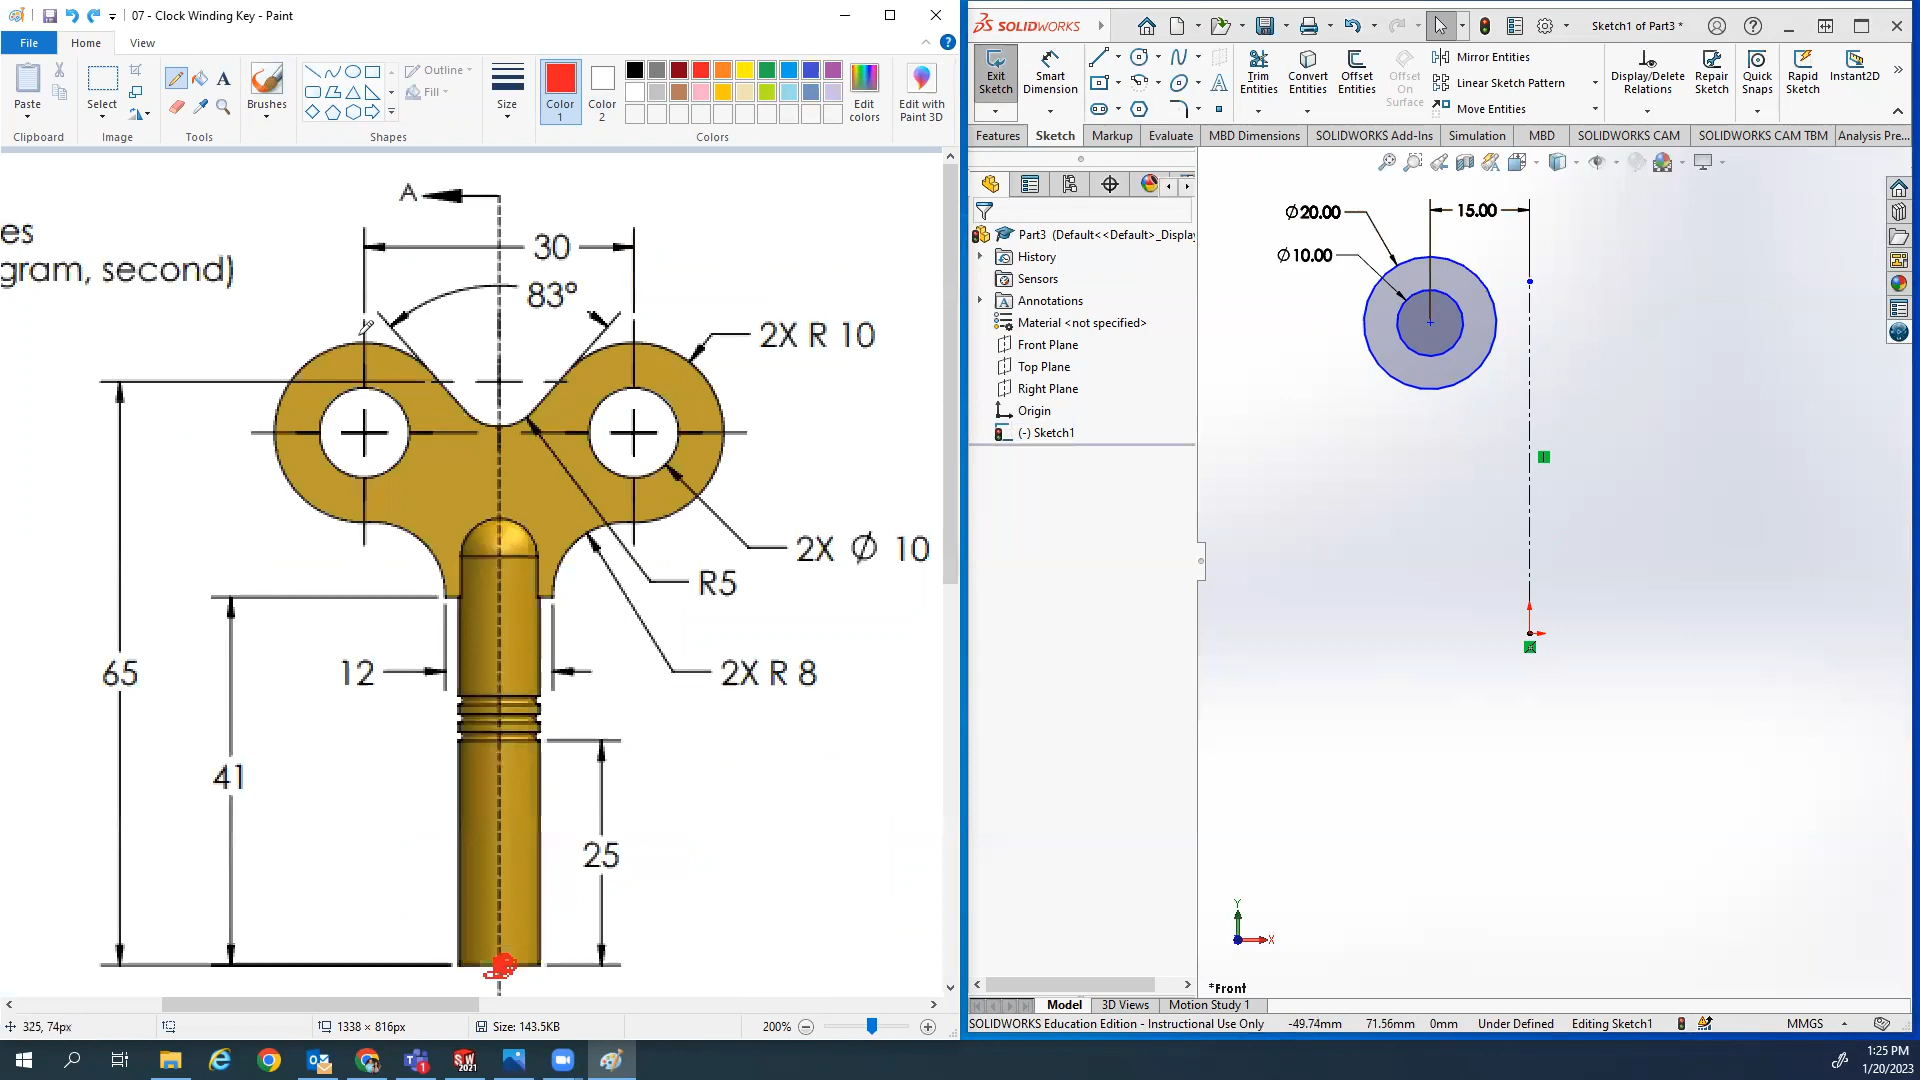 07 - Clock Winding Key - Paint
File
Home
View
Paste
Select
Brushes
Outline
Fill
Size
Color
1
Color
2
Edit
colors
Edit with
Paint 3D
Clipboard
Image
Tools
Shapes
Colors
es
gram, second)
A
30
83°
2X R 10
2X Ø 10
R5
2X R 8
12
65
41
25
325, 74px
1338 × 816px
Size: 143.5KB
200%
SOLIDWORKS
Sketch1 of Part3 *
Exit
Sketch
Smart
Dimension
Trim
Entities
Convert
Entities
Offset
Entities
Offset
On
Surface
Mirror Entities
Linear Sketch Pattern
Move Entities
Display/Delete
Relations
Repair
Sketch
Quick
Snaps
Rapid
Sketch
Instant2D
Features
Sketch
Markup
Evaluate
MBD Dimensions
SOLIDWORKS Add-Ins
Simulation
MBD
SOLIDWORKS CAM
SOLIDWORKS CAM TBM
Analysis Pre...
Part3 (Default<<Default>_Display
History
Sensors
Annotations
Material <not specified>
Front Plane
Top Plane
Right Plane
Origin
(-) Sketch1
Ø20.00
15.00
Ø10.00
Y
X
*Front
Model
3D Views
Motion Study 1
SOLIDWORKS Education Edition - Instructional Use Only
-49.74mm
71.56mm
0mm
Under Defined
Editing Sketch1
MMGS
1:25 PM
1/20/2023